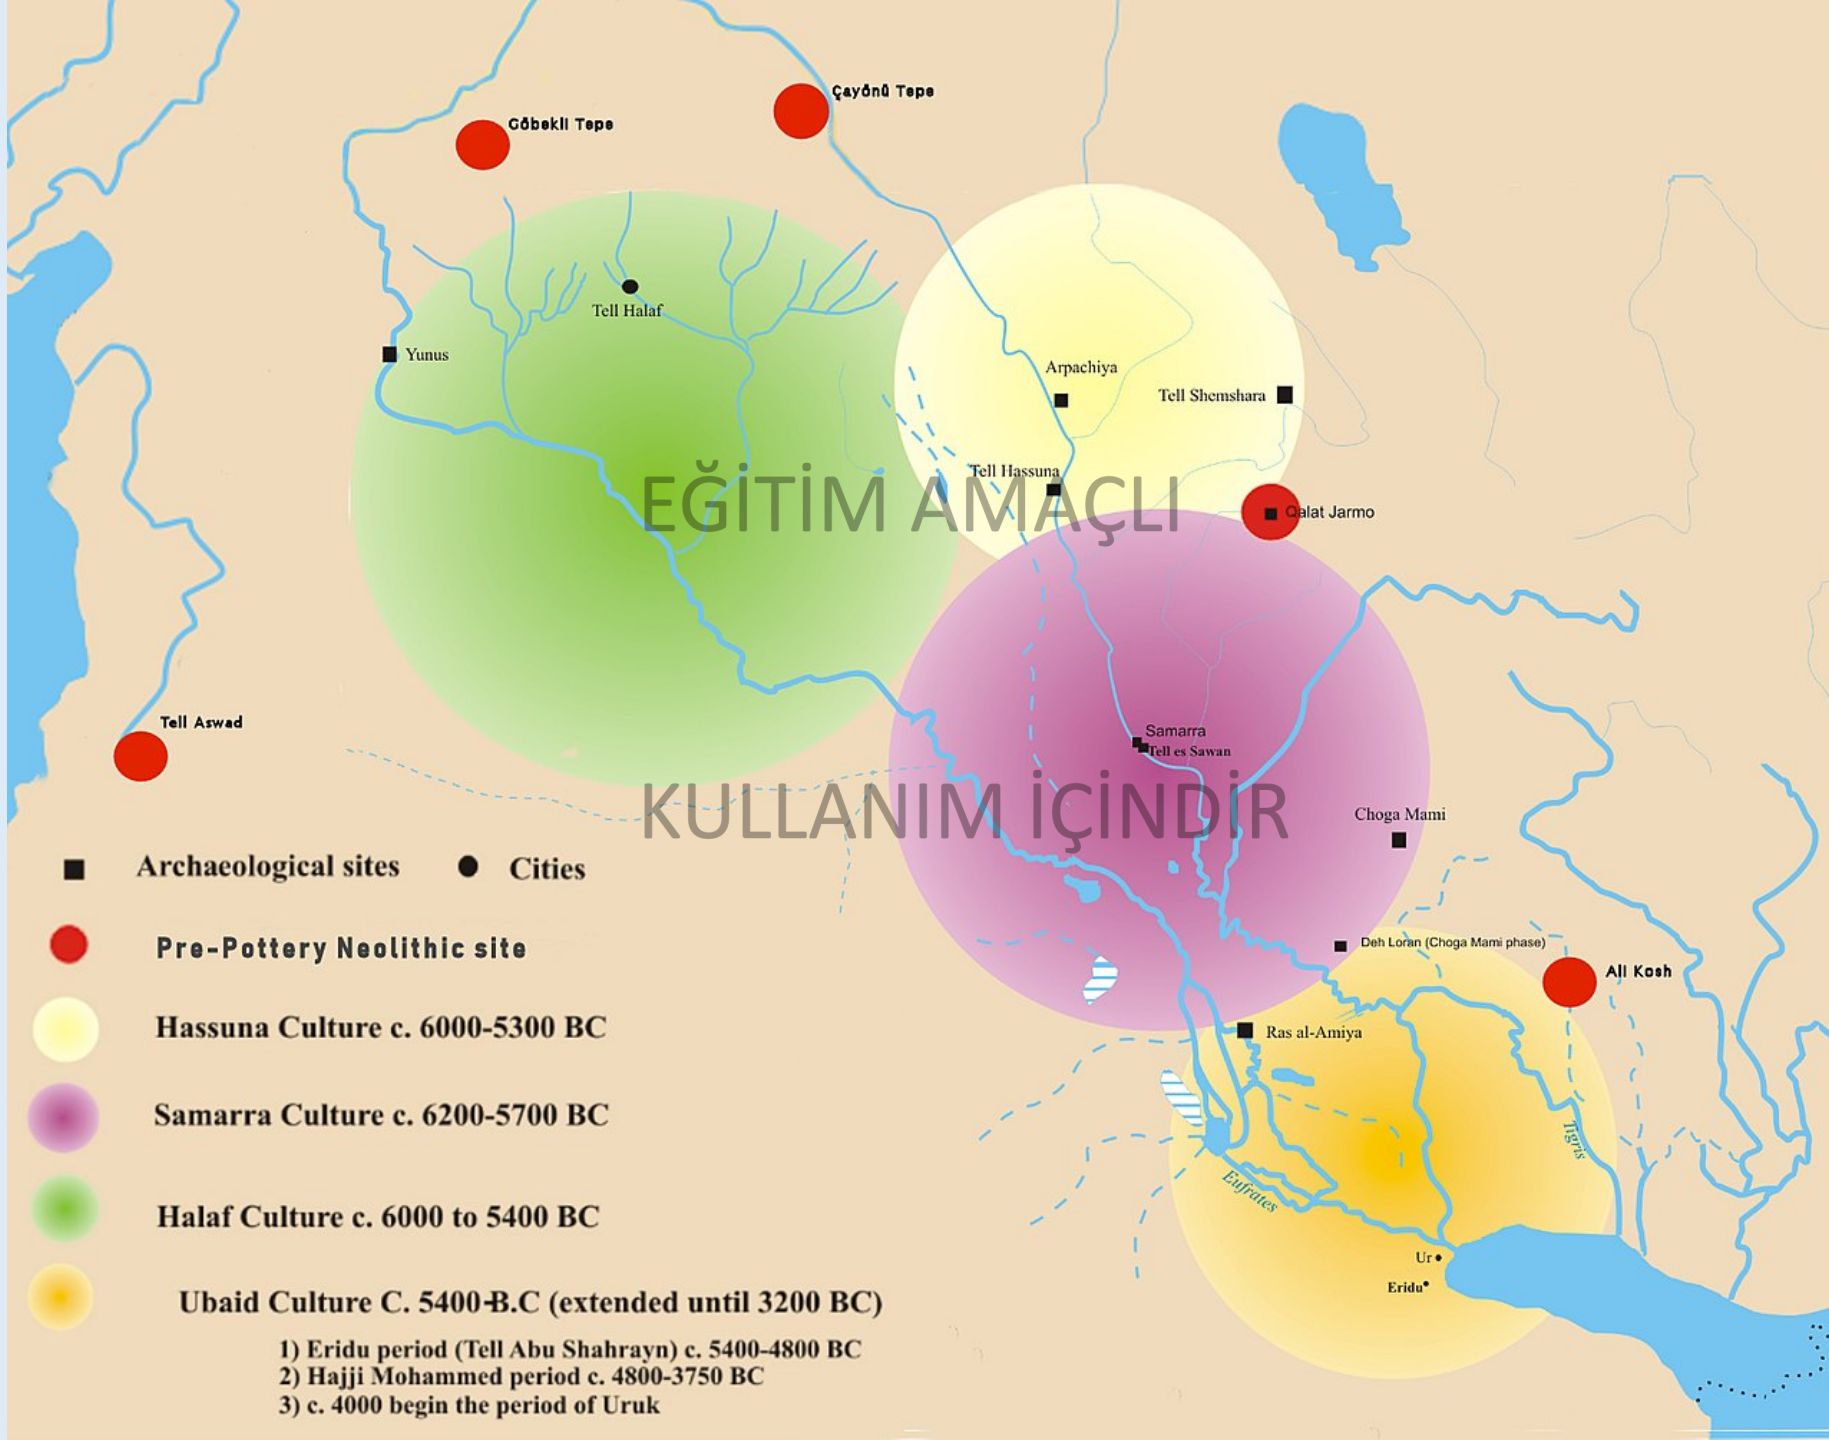 Çayönü Tepe
Göbekli Tepe
Tell Halaf
Yunus
Arpachiya
Tell Shemshara
Tell Hassuna
EĞİTİM AMAÇLI
Qalat Jarmo
Tell Aswad
Samarra
Tell es Sawan
KULLANIM İÇİNDİR
Choga Mami
Archaeological sites
Cities
Deh Loran (Choga Mami phase)
Pre-Pottery Neolithic site
Ali Kosh
Hassuna Culture c. 6000-5300 BC
Ras al-Amiya
Samarra Culture c. 6200-5700 BC
Tigris
Eufrates
Halaf Culture c. 6000 to 5400 BC
Ur
Eridu
Ubaid Culture C. 5400-B.C (extended until 3200 BC)
1) Eridu period (Tell Abu Shahrayn) c. 5400-4800 BC
2) Hajji Mohammed period c. 4800-3750 BC
3) c. 4000 begin the period of Uruk